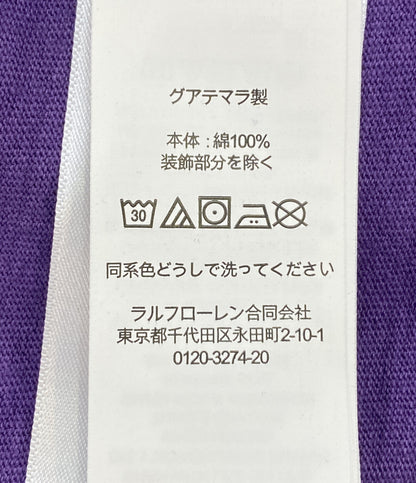 グアテマラ製
本体 : 綿100%
装飾部分を除く
30
同系色どうしで洗ってください
ラルフローレン合同会社
東京都千代田区永田町2-10-1
0120-3274-20